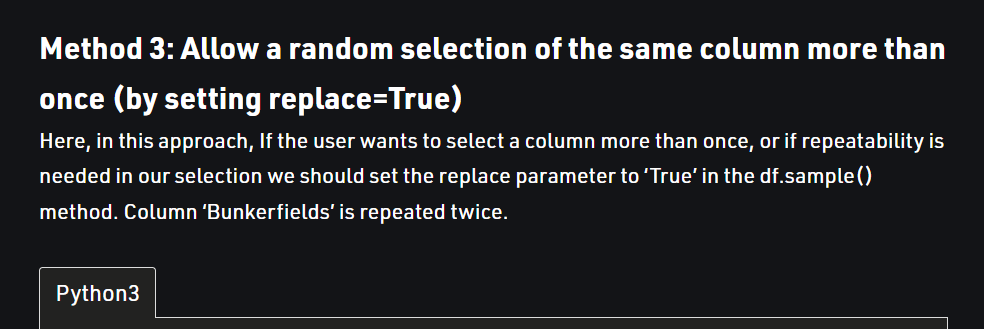 Method 3: Allow a random selection of the same column more than
once (by setting replace=True)
Here, in this approach, If the user wants to select a column more than once, or if repeatability is
needed in our selection we should set the replace parameter to ‘True’ in the df.sample()
method. Column ‘Bunkerfields’ is repeated twice.
Python3